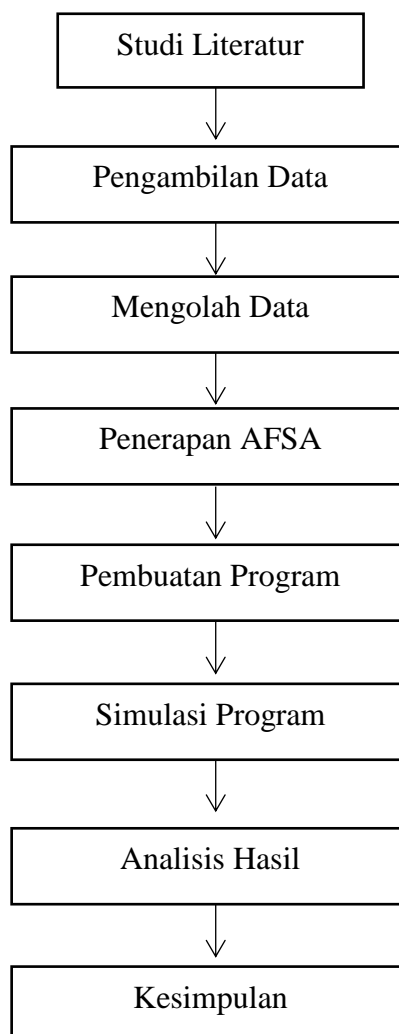 Studi Literatur
Pengambilan Data
Mengolah Data
Penerapan AFSA
Pembuatan Program
Simulasi Program
Analisis Hasil
Kesimpulan